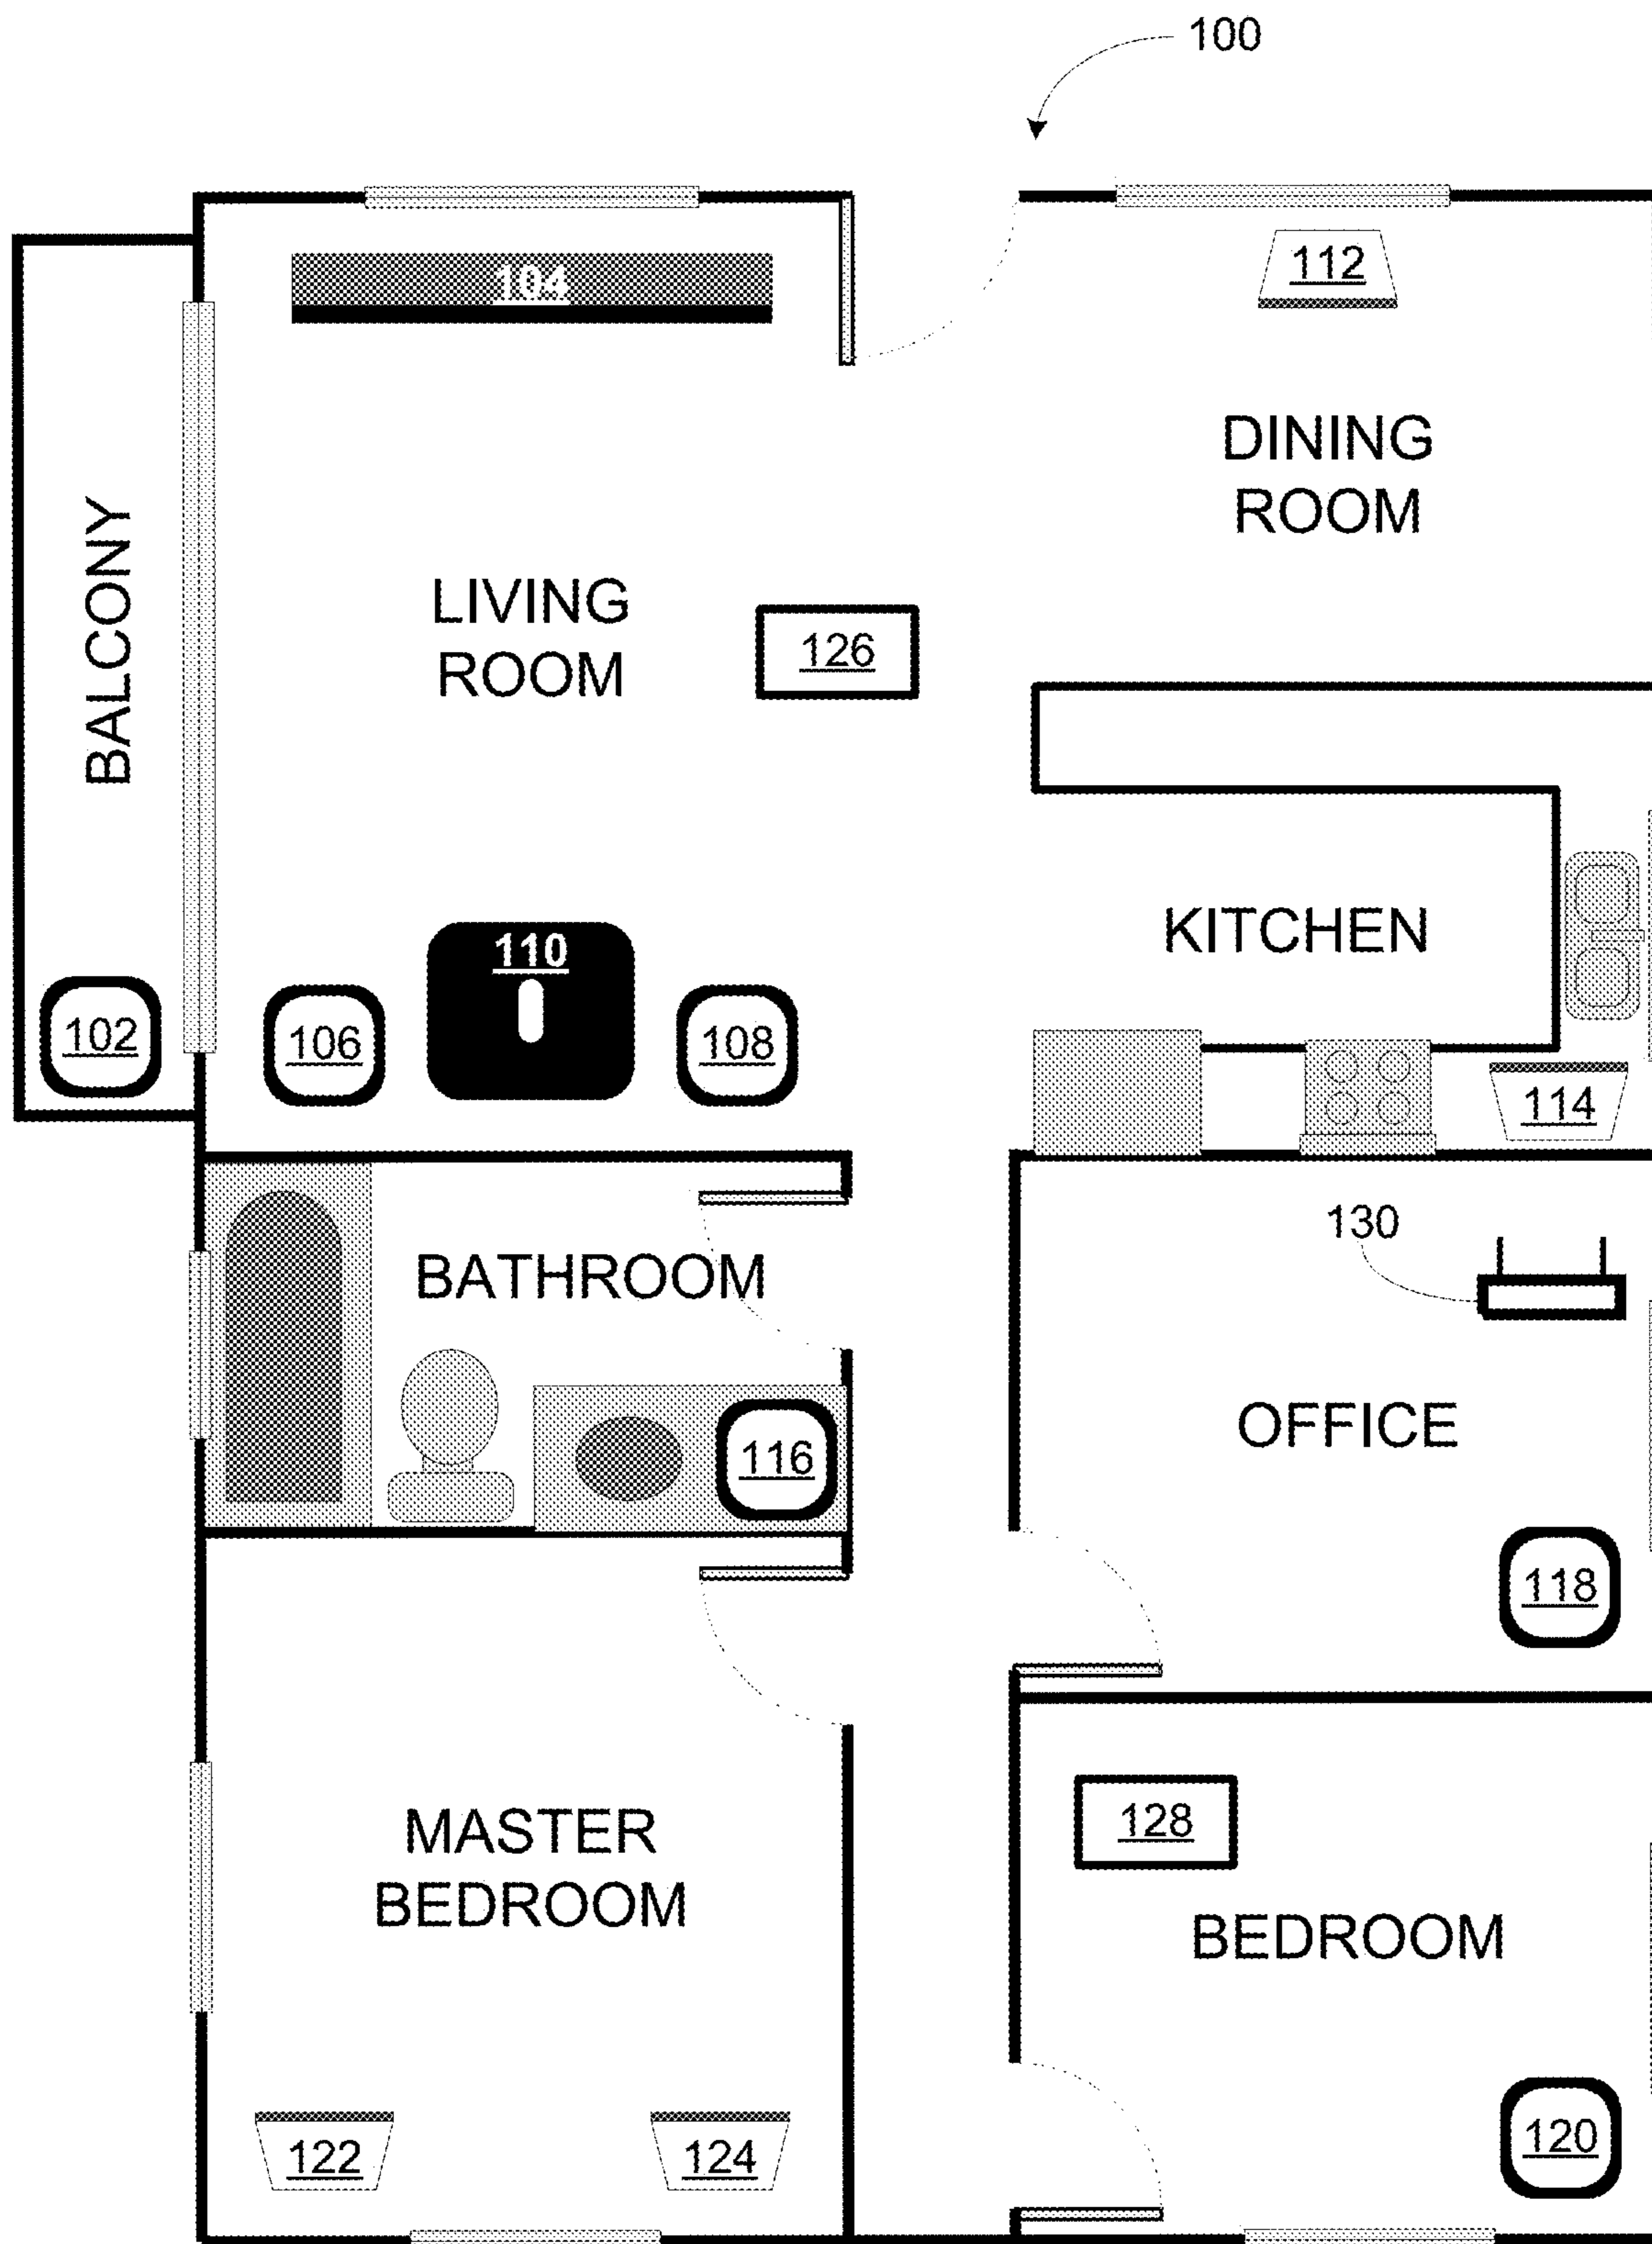 100
104
112
DINING
ROOM
BALCONY
LIVING
ROOM
126
KITCHEN
110
102
106
108
114
130
BATHROOM
OFFICE
116
118
MASTER
BEDROOM
128
BEDROOM
122
124
120